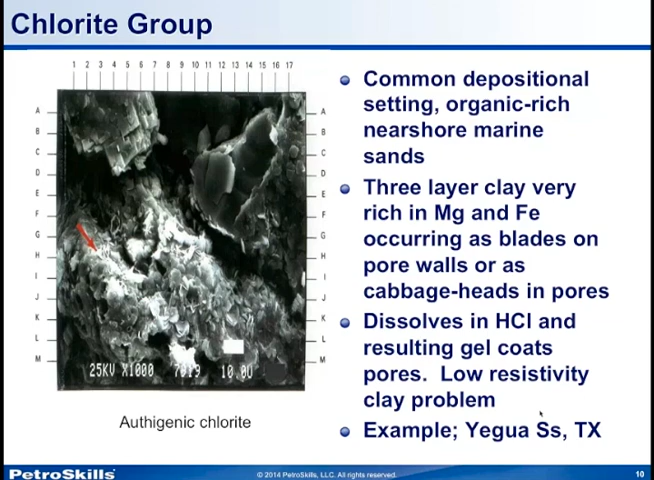 Chlorite Group
1 2 3 4 5 6 7 8 9 10 11 12 13 14 15 16 17
A A
B B
C C
D D
E E
F F
G G
H H
I I
J J
K K
L L
M M
25KV X1000 7019 10.0U
Authigenic chlorite
Common depositional
setting, organic-rich
nearshore marine
sands
Three layer clay very
rich in Mg and Fe
occurring as blades on
pore walls or as
cabbage-heads in pores
Dissolves in HCl and
resulting gel coats
pores. Low resistivity
clay problem
Example; Yegua Ss, TX
PetroSkills
© 2014 PetroSkills, LLC. All rights reserved.
10